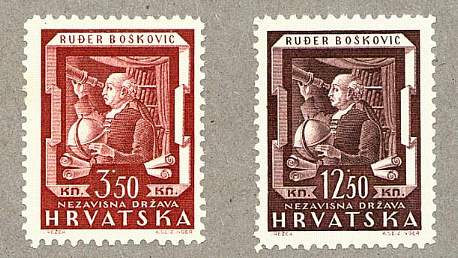 RUĐER BOŠKOVIĆ
Kn. 3·50 Kn.
NEZAVISNA DRŽAVA
HRVATSKA
RUĐER BOŠKOVIĆ
Kn. 12·50 Kn.
NEZAVISNA DRŽAVA
HRVATSKA